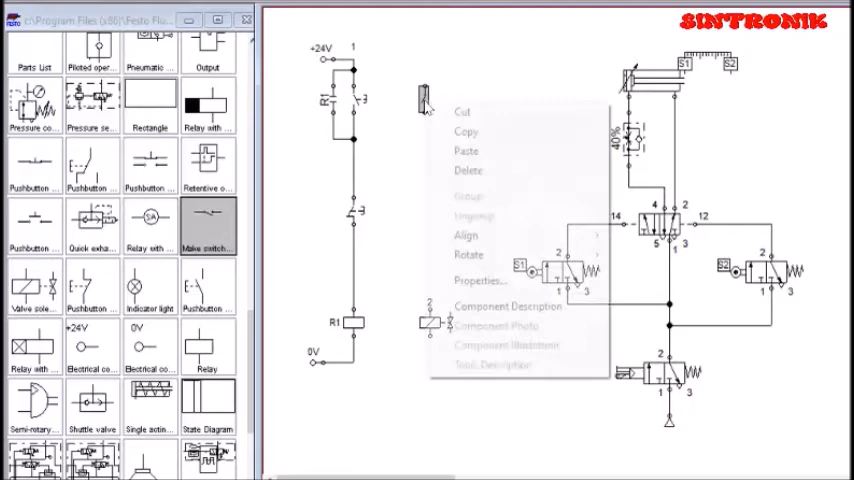 c:\Program Files (x86)\Festo Flu...
SINTRONIK
Parts List
Piloted oper...
Pneumatic ...
Output
Pressure co...
Pressure se...
Rectangle
Relay with ...
Pushbutton ...
Pushbutton ...
Pushbutton ...
Retentive o...
Pushbutton ...
Quick exha...
Relay with ...
Make switch...
Valve sole...
Pushbutton ...
Indicator light
Pushbutton ...
+24V
0V
Relay with ...
Electrical co...
Electrical co...
Relay
Semi-rotary ...
Shuttle valve
Single actin...
State Diagram
+24V
1
R1
R1
0V
2
Cut
Copy
Paste
Delete
Group
Ungroup
Align
Rotate
Properties...
Component Description
Component Photo
Component Illustration
Topic Description
S1
S2
40%
4
2
14
12
5
1
3
S1
2
1
3
S2
2
1
3
2
1
3